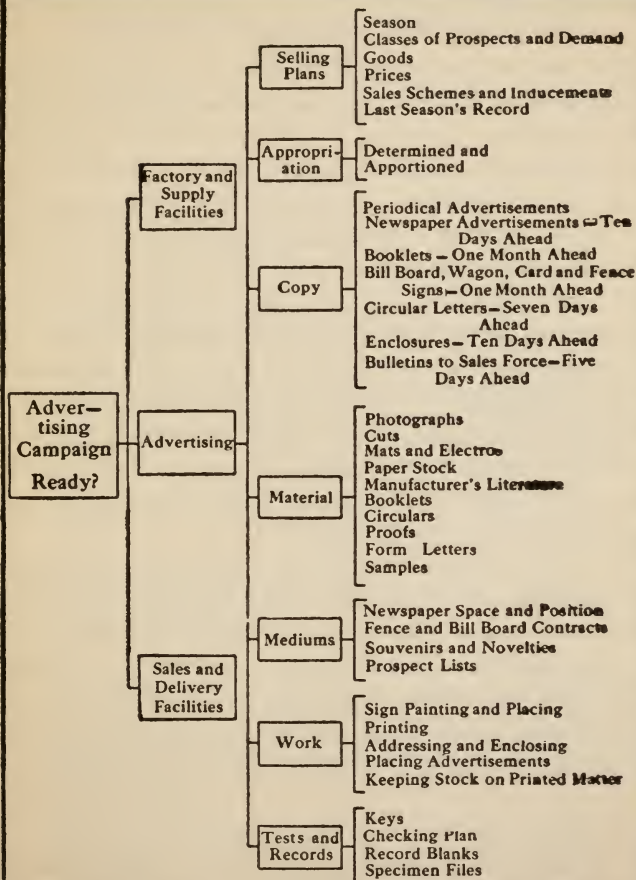 Adver—
tising
Campaign
Ready?
Factory and
Supply
Facilities
Advertising
Sales and
Delivery
Facilities
Selling
Plans
Season
Classes of Prospects and Demand
Goods
Prices
Sales Schemes and Inducements
Last Season's Record
Appropri-
ation
Determined and
Apportioned
Copy
Periodical Advertisements
Newspaper Advertisements — Ten
Days Ahead
Booklets — One Month Ahead
Bill Board, Wagon, Card and Fence
Signs — One Month Ahead
Circular Letters — Seven Days
Ahead
Enclosures — Ten Days Ahead
Bulletins to Sales Force — Five
Days Ahead
Material
Photographs
Cuts
Mats and Electros
Paper Stock
Manufacturer's Literature
Booklets
Circulars
Proofs
Form Letters
Samples
Mediums
Newspaper Space and Position
Fence and Bill Board Contracts
Souvenirs and Novelties
Prospect Lists
Work
Sign Painting and Placing
Printing
Addressing and Enclosing
Placing Advertisements
Keeping Stock on Printed Matter
Tests and
Records
Keys
Checking Plan
Record Blanks
Specimen Files